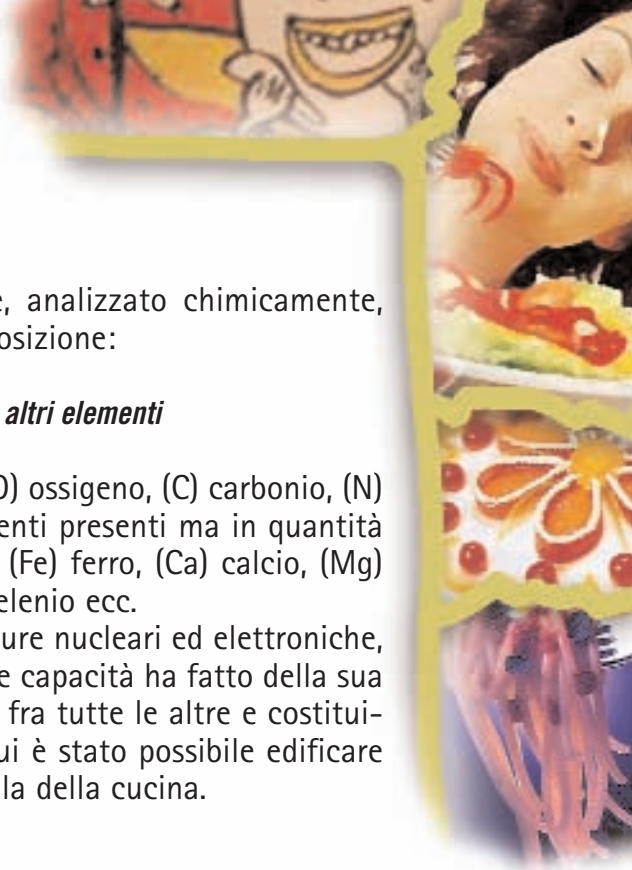 e, analizzato chimicamente,
osizione:
altri elementi
O) ossigeno, (C) carbonio, (N)
enti presenti ma in quantità
(Fe) ferro, (Ca) calcio, (Mg)
elenio ecc.
ure nucleari ed elettroniche,
e capacità ha fatto della sua
fra tutte le altre e costitui-
ui è stato possibile edificare
la della cucina.